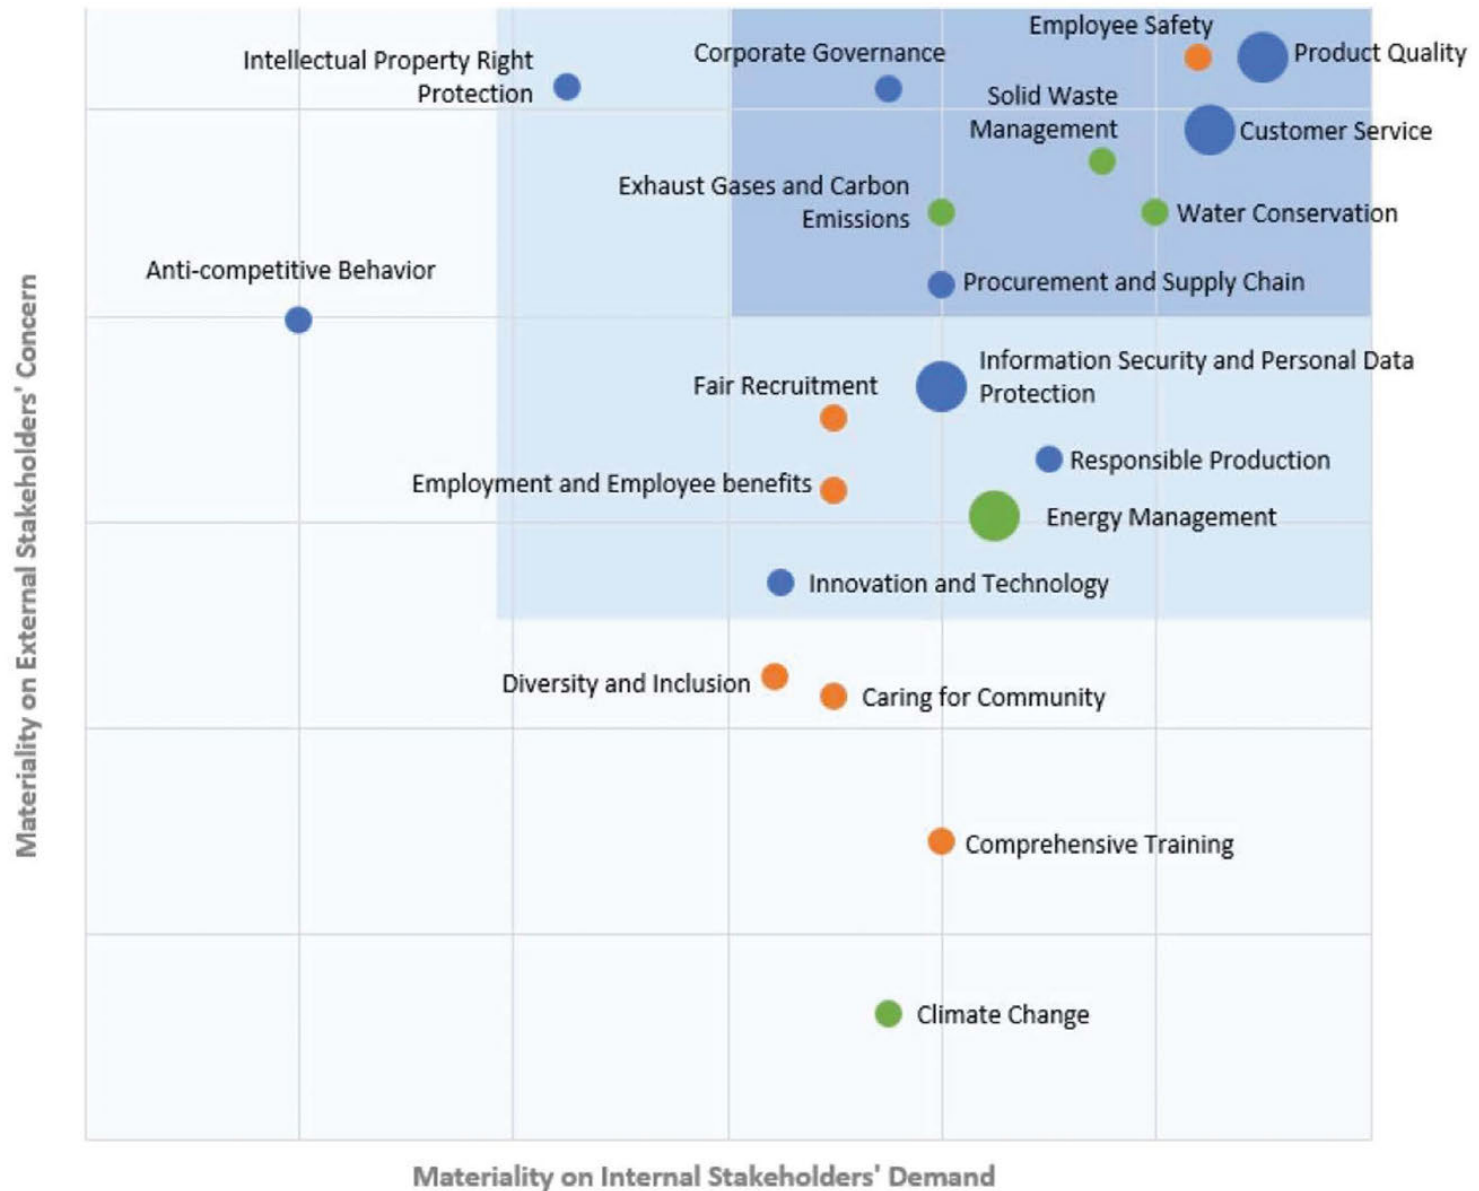 Employee Safety
Intellectual Property Right
Protection
Corporate Governance
Product Quality
Solid Waste
Management
Customer Service
Exhaust Gases and Carbon
Emissions
Water Conservation
Anti-competitive Behavior
Procurement and Supply Chain
Information Security and Personal Data
Protection
Fair Recruitment
Responsible Production
Employment and Employee benefits
Energy Management
Innovation and Technology
Diversity and Inclusion
Caring for Community
Comprehensive Training
Climate Change
Materiality on External Stakeholders' Concern
Materiality on Internal Stakeholders' Demand